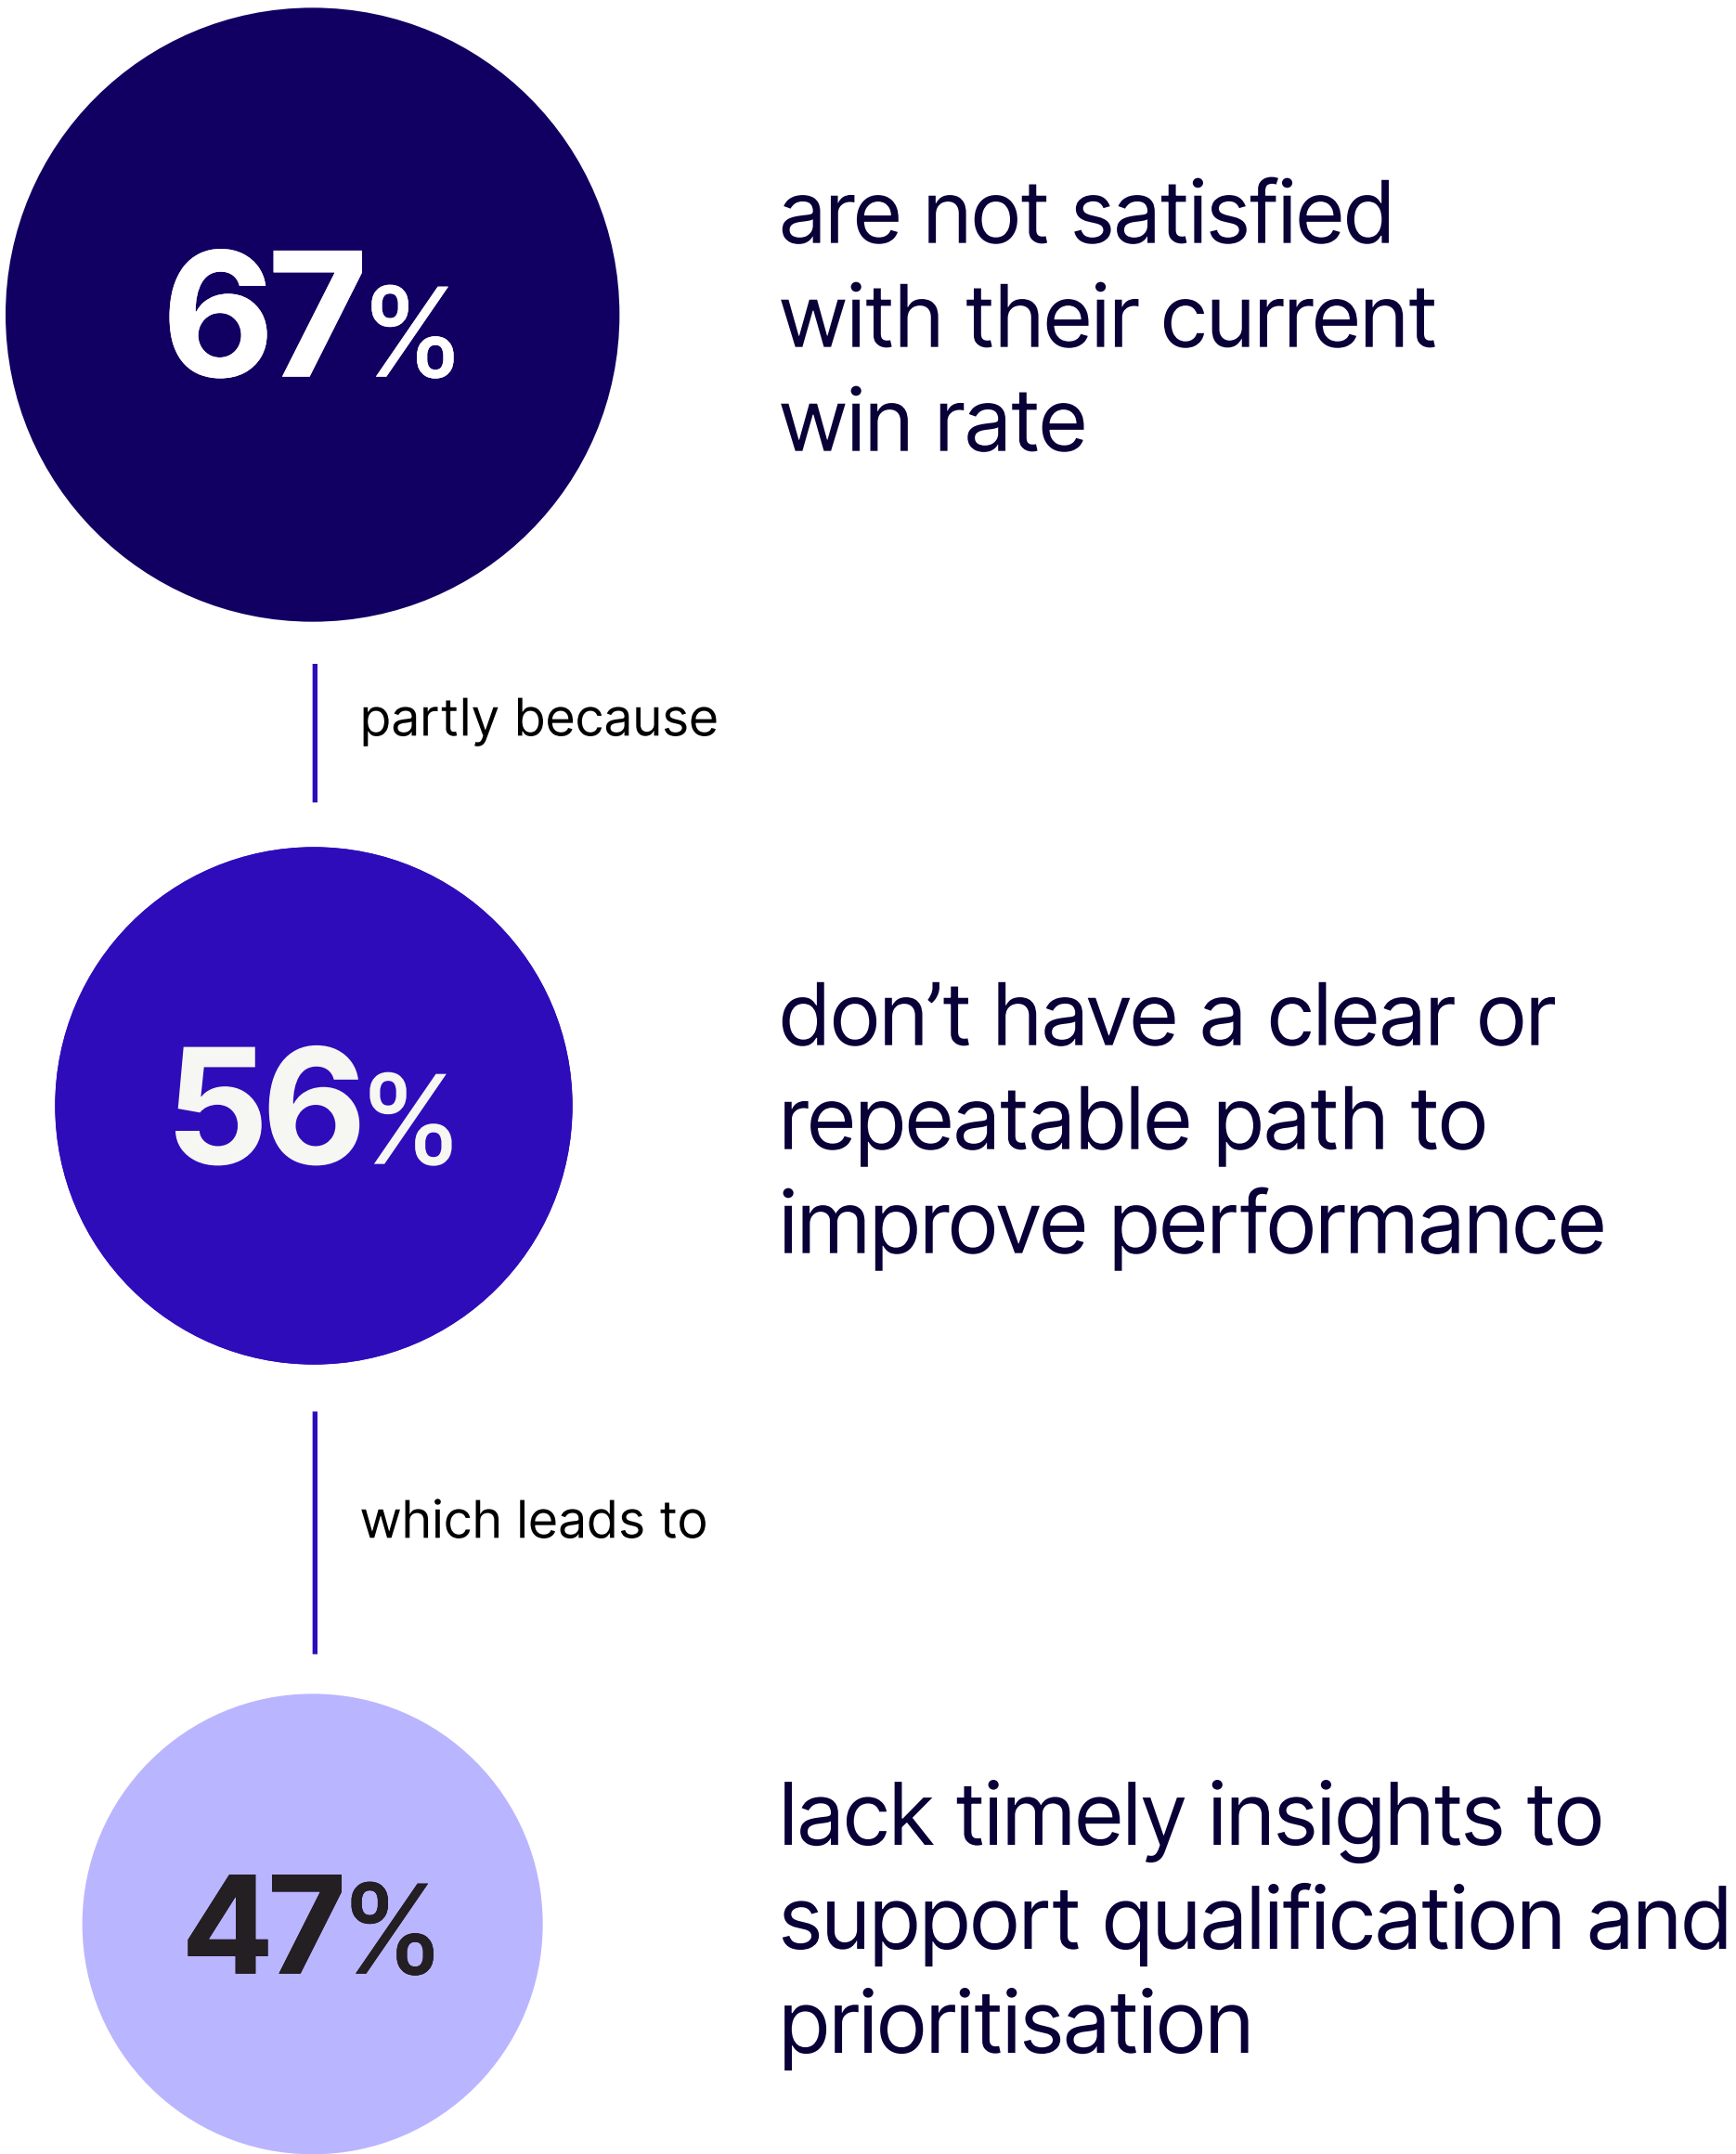 67%
are not satisfied
with their current
win rate
partly because
56%
don’t have a clear or
repeatable path to
improve performance
which leads to
47%
lack timely insights to
support qualification and
prioritisation